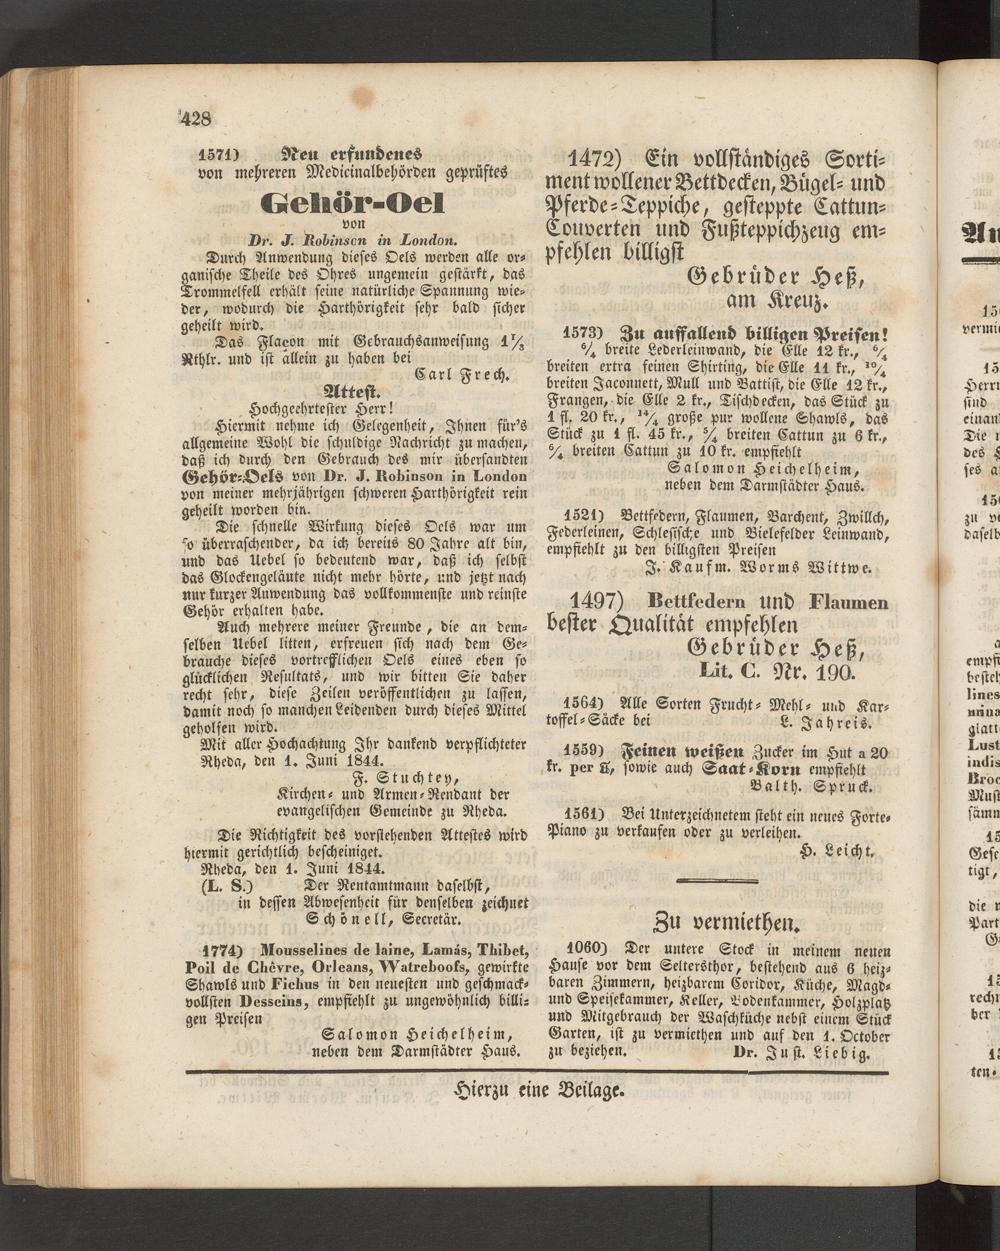 428
1571) Neu erfundenes
von mehreren Medicinalbehörden geprüftes
Gehör-Oel
von
Dr. J. Robinson in London.
Durch Anwendung dieses Oels werden alle or-
ganische Theile des Ohres ungemein gestärkt, das
Trommelfell erhält seine natürliche Spannung wie-
der, wodurch die Harthörigkeit sehr bald sicher
geheilt wird.
Das Flacon mit Gebrauchsanweisung 1⅓
Rthlr. und ist allein zu haben bei
Carl Frech.
Attest.
Hochgeehrtester Herr!
Hiermit nehme ich Gelegenheit, Ihnen für's
allgemeine Wohl die schuldige Nachricht zu machen,
daß ich durch den Gebrauch des mir übersandten
Gehör-Oels von Dr. J. Robinson in London
von meiner mehrjährigen schweren Harthörigkeit rein
geheilt worden bin.
Die schnelle Wirkung dieses Oels war um
so überraschender, da ich bereits 80 Jahre alt bin,
und das Uebel so bedeutend war, daß ich selbst
das Glockengeläute nicht mehr hörte, und jetzt nach
nur kurzer Anwendung das vollkommenste und reinste
Gehör erhalten habe.
Auch mehrere meiner Freunde, die an dem-
selben Uebel litten, erfreuen sich nach dem Ge-
brauche dieses vortrefflichen Oels eines eben so
glücklichen Resultats, und wir bitten Sie daher
recht sehr, diese Zeilen veröffentlichen zu lassen,
damit noch so manchen Leidenden durch dieses Mittel
geholfen wird.
Mit aller Hochachtung Ihr dankend verpflichteter
Rheda, den 1. Juni 1844.
F. Stuchtey,
Kirchen- und Armen-Rendant der
evangelischen Gemeinde zu Rheda.
Die Richtigkeit des vorstehenden Attestes wird
hiermit gerichtlich bescheiniget.
Rheda, den 1. Juni 1844.
(L. S.) Der Rentamtmann daselbst,
in dessen Abwesenheit für denselben zeichnet
Schönell, Secretär.
1774) Mousselines de laine, Lamás, Thibet,
Poil de Chêvre, Orleans, Watreboofs, gewirkte
Shawls und Fichus in den neuesten und geschmack-
vollsten Desseins, empfiehlt zu ungewöhnlich billi-
gen Preisen
Salomon Heichelheim,
neben dem Darmstädter Haus.
1472) Ein vollständiges Sorti-
ment wollener Bettdecken, Bügel- und
Pferde-Teppiche, gesteppte Cattun-
Couverten und Fußteppichzeug em-
pfehlen billigst
Gebrüder Heß,
am Kreuz.
1573) Zu auffallend billigen Preisen!
6/4 breite Lederleinwand, die Elle 12 kr., 6/4
breiten extra feinen Shirting, die Elle 11 kr., 10/4
breiten Jaconnett, Mull und Battist, die Elle 12 kr.,
Frangen, die Elle 2 kr., Tischdecken, das Stück zu
1 fl. 20 kr., 14/4 große pur wollene Shawls, das
Stück zu 1 fl. 45 kr., 5/4 breiten Cattun zu 6 kr.,
6/4 breiten Cattun zu 10 kr. empfiehlt
Salomon Heichelheim,
neben dem Darmstädter Haus.
1521) Bettfedern, Flaumen, Barchent, Zwillch,
Federleinen, Schlesische und Bielefelder Leinwand,
empfiehlt zu den billigsten Preisen
J. Kaufm. Worms Wittwe.
1497) Bettfedern und Flaumen
bester Qualität empfehlen
Gebrüder Heß,
Lit. C. Nr. 190.
1564) Alle Sorten Frucht- Mehl- und Kar-
toffel-Säcke bei L. Jahreis.
1559) Feinen weißen Zucker im Hut a 20
kr. per ℔, sowie auch Saat-Korn empfiehlt
Balth. Spruck.
1561) Bei Unterzeichnetem steht ein neues Forte-
Piano zu verkaufen oder zu verleihen.
H. Leicht.
Zu vermiethen.
1060) Der untere Stock in meinem neuen
Hause vor dem Seltersthor, bestehend aus 6 heiz-
baren Zimmern, heizbarem Coridor, Küche, Magd-
und Speisekammer, Keller, Bodenkammer, Holzplatz
und Mitgebrauch der Waschküche nebst einem Stück
Garten, ist zu vermiethen und auf den 1. October
zu beziehen. Dr. Just. Liebig.
Hierzu eine Beilage.